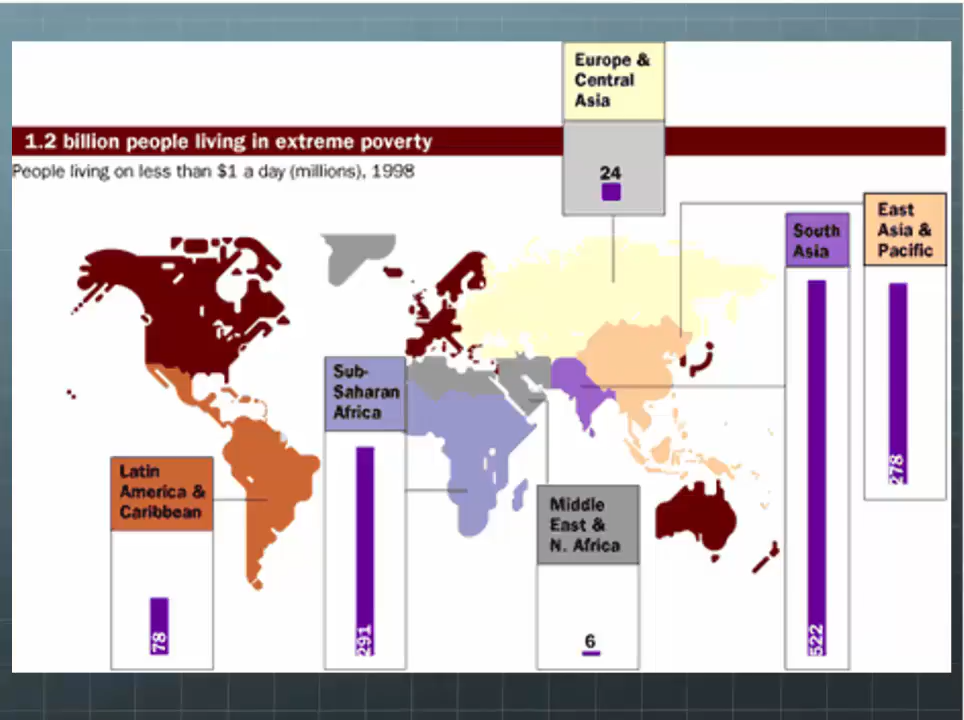 Europe &
Central
Asia
1.2 billion people living in extreme poverty
People living on less than $1 a day (millions), 1998
24
East
Asia &
Pacific
South
Asia
Sub-
Saharan
Africa
Latin
America &
Caribbean
Middle
East &
N. Africa
278
78
291
6
522